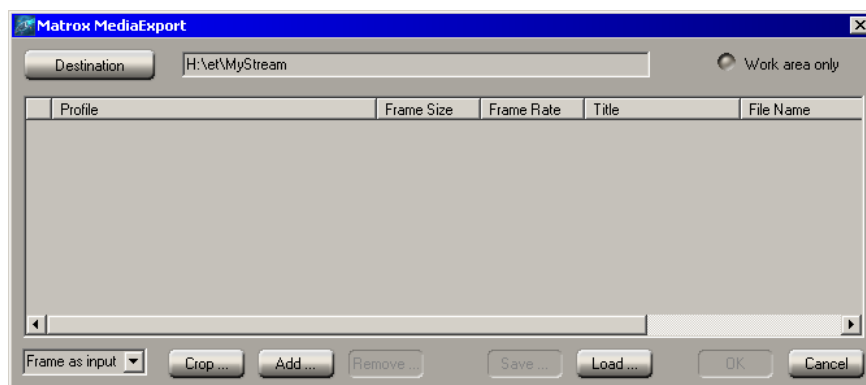 Matrox MediaExport
Destination H:\et\MyStream Work area only
Profile Frame Size Frame Rate Title File Name
Frame as input Crop ... Add ... Remove ... Save ... Load ... OK Cancel